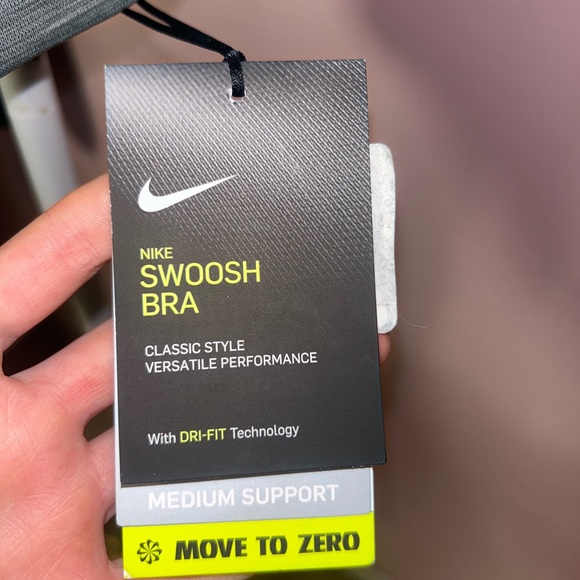 NIKE
SWOOSH
BRA
CLASSIC STYLE
VERSATILE PERFORMANCE
With DRI-FIT Technology
MEDIUM SUPPORT
MOVE TO ZERO